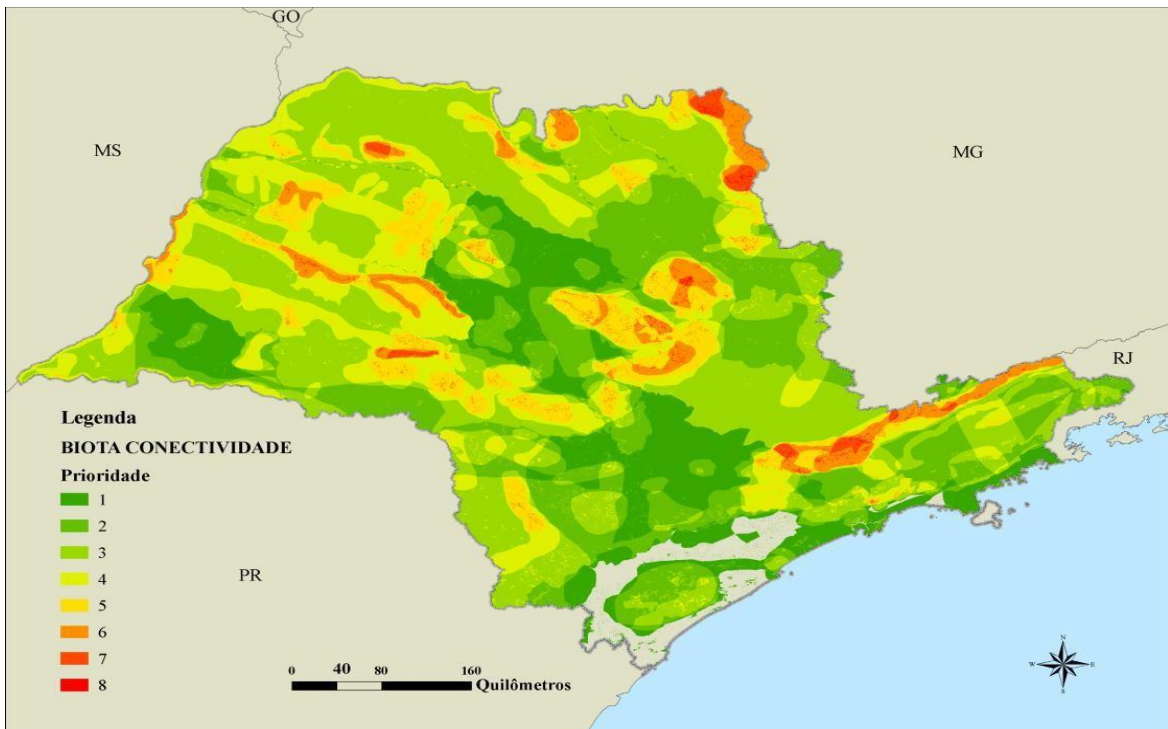 GO
MS
MG
RJ
PR
Legenda
BIOTA CONECTIVIDADE
Prioridade
1
2
3
4
5
6
7
8
0 40 80 160
Quilômetros
N
W E
S